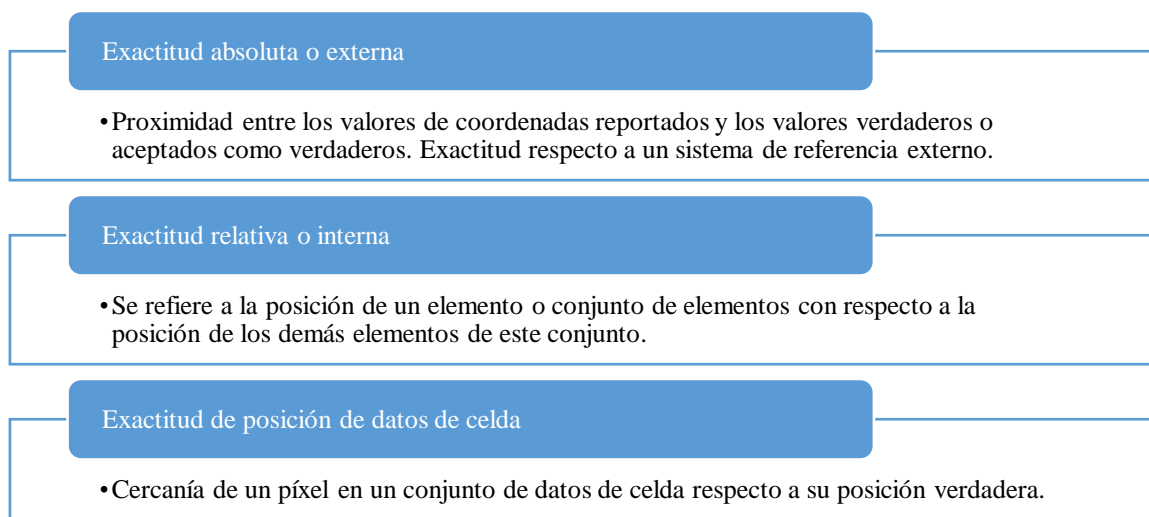 Exactitud absoluta o externa
•Proximidad entre los valores de coordenadas reportados y los valores verdaderos o
aceptados como verdaderos. Exactitud respecto a un sistema de referencia externo.
Exactitud relativa o interna
•Se refiere a la posición de un elemento o conjunto de elementos con respecto a la
posición de los demás elementos de este conjunto.
Exactitud de posición de datos de celda
•Cercanía de un píxel en un conjunto de datos de celda respecto a su posición verdadera.